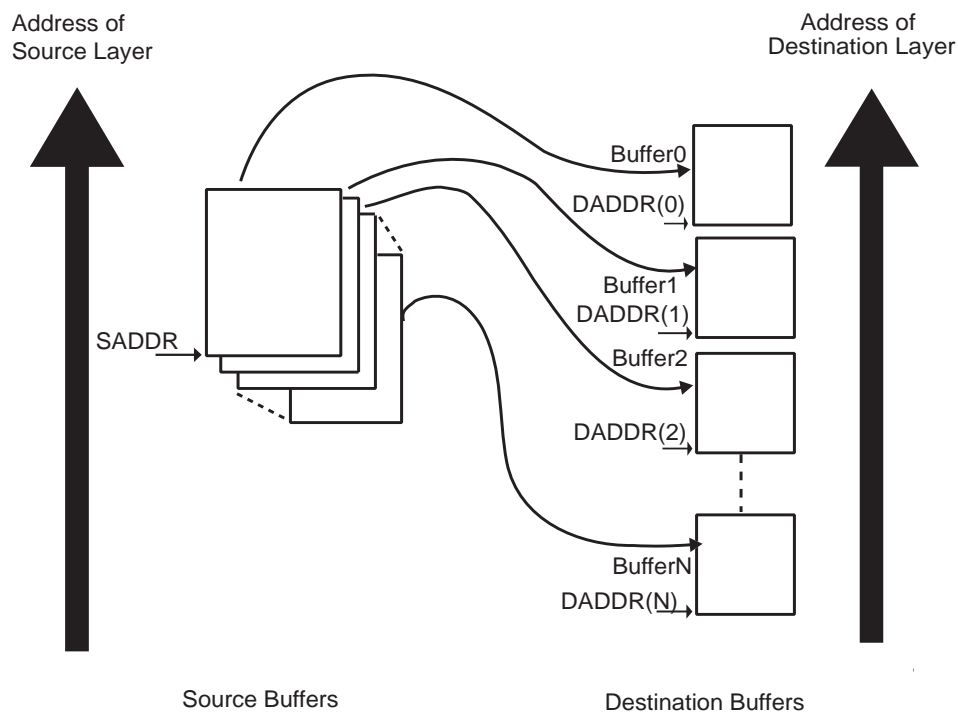 Address of
Source Layer
Address of
Destination Layer
Buffer0
DADDR(0)
Buffer1
DADDR(1)
SADDR
Buffer2
DADDR(2)
BufferN
DADDR(N)
Source Buffers
Destination Buffers